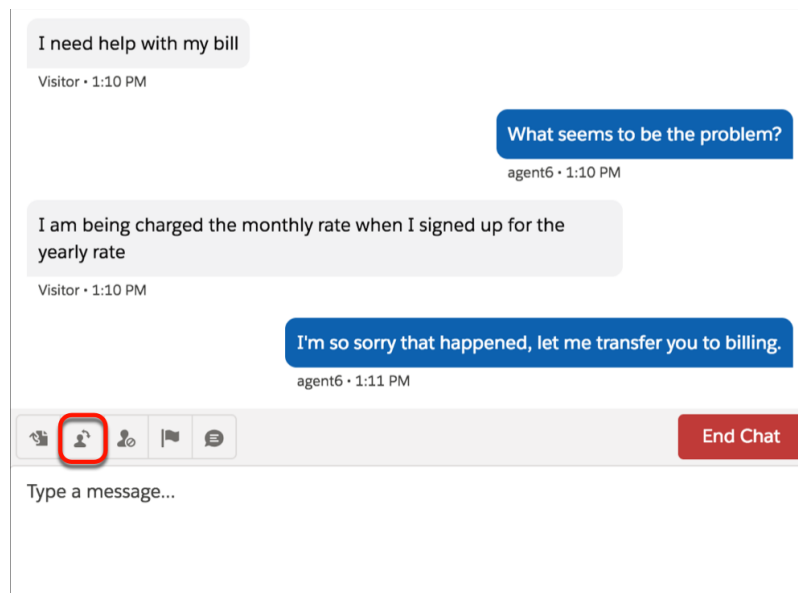 I need help with my bill
Visitor • 1:10 PM
What seems to be the problem?
agent6 • 1:10 PM
I am being charged the monthly rate when I signed up for the
yearly rate
Visitor • 1:10 PM
I'm so sorry that happened, let me transfer you to billing.
agent6 • 1:11 PM
End Chat
Type a message...